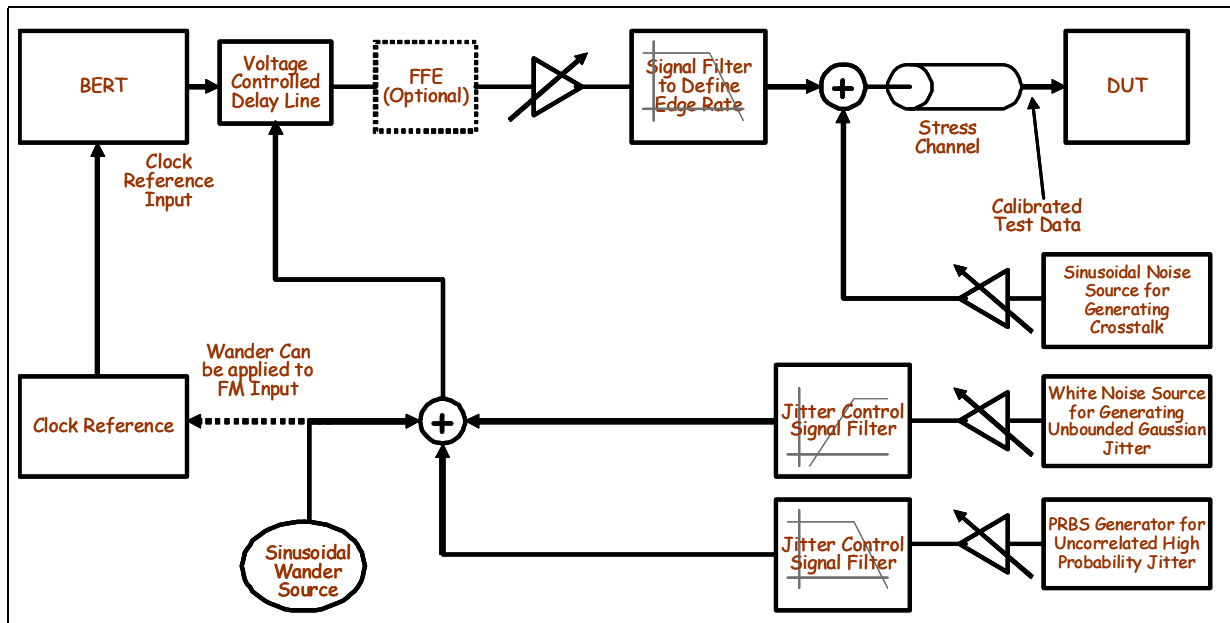 BERT
Voltage
Controlled
Delay Line
FFE
(Optional)
Signal Filter
to Define
Edge Rate
+
Stress
Channel
DUT
Clock
Reference
Input
Calibrated
Test Data
Sinusoidal Noise
Source for
Generating
Crosstalk
Wander Can
be applied to
FM Input
Clock Reference
+
Jitter Control
Signal Filter
White Noise Source
for Generating
Unbounded Gaussian
Jitter
Sinusoidal
Wander
Source
Jitter Control
Signal Filter
PRBS Generator for
Uncorrelated High
Probability Jitter